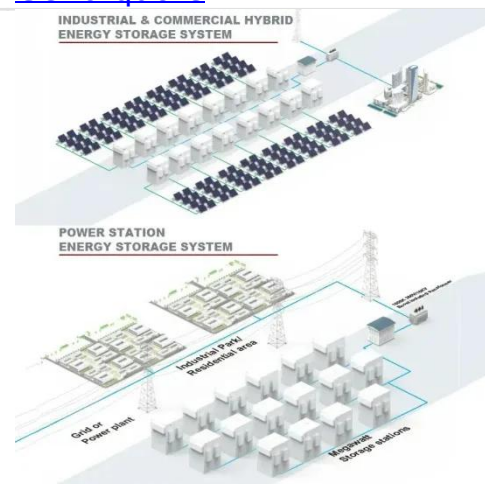 INDUSTRIAL & COMMERCIAL HYBRID
ENERGY STORAGE SYSTEM
POWER STATION
ENERGY STORAGE SYSTEM
Industrial Park/
Residential area
Grid or
Power plant
Megawatt
Storage stations